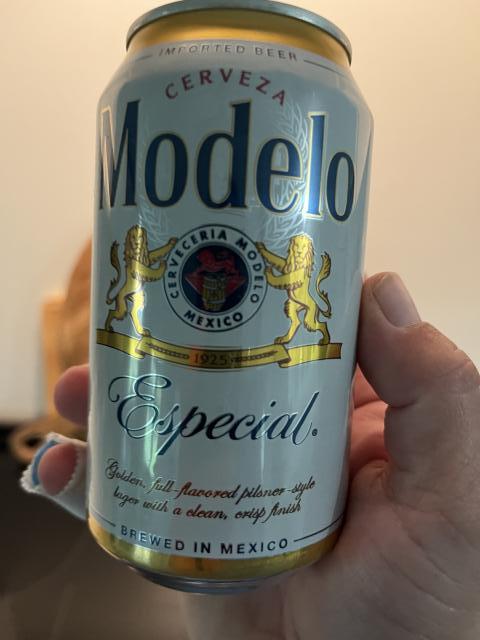 IMPORTED BEER
CERVEZA
Modelo
CERVECERIA MODELO
MEXICO
1925
Especial®
Golden, full-flavored pilsner-style
lager with a clean, crisp finish
BREWED IN MEXICO